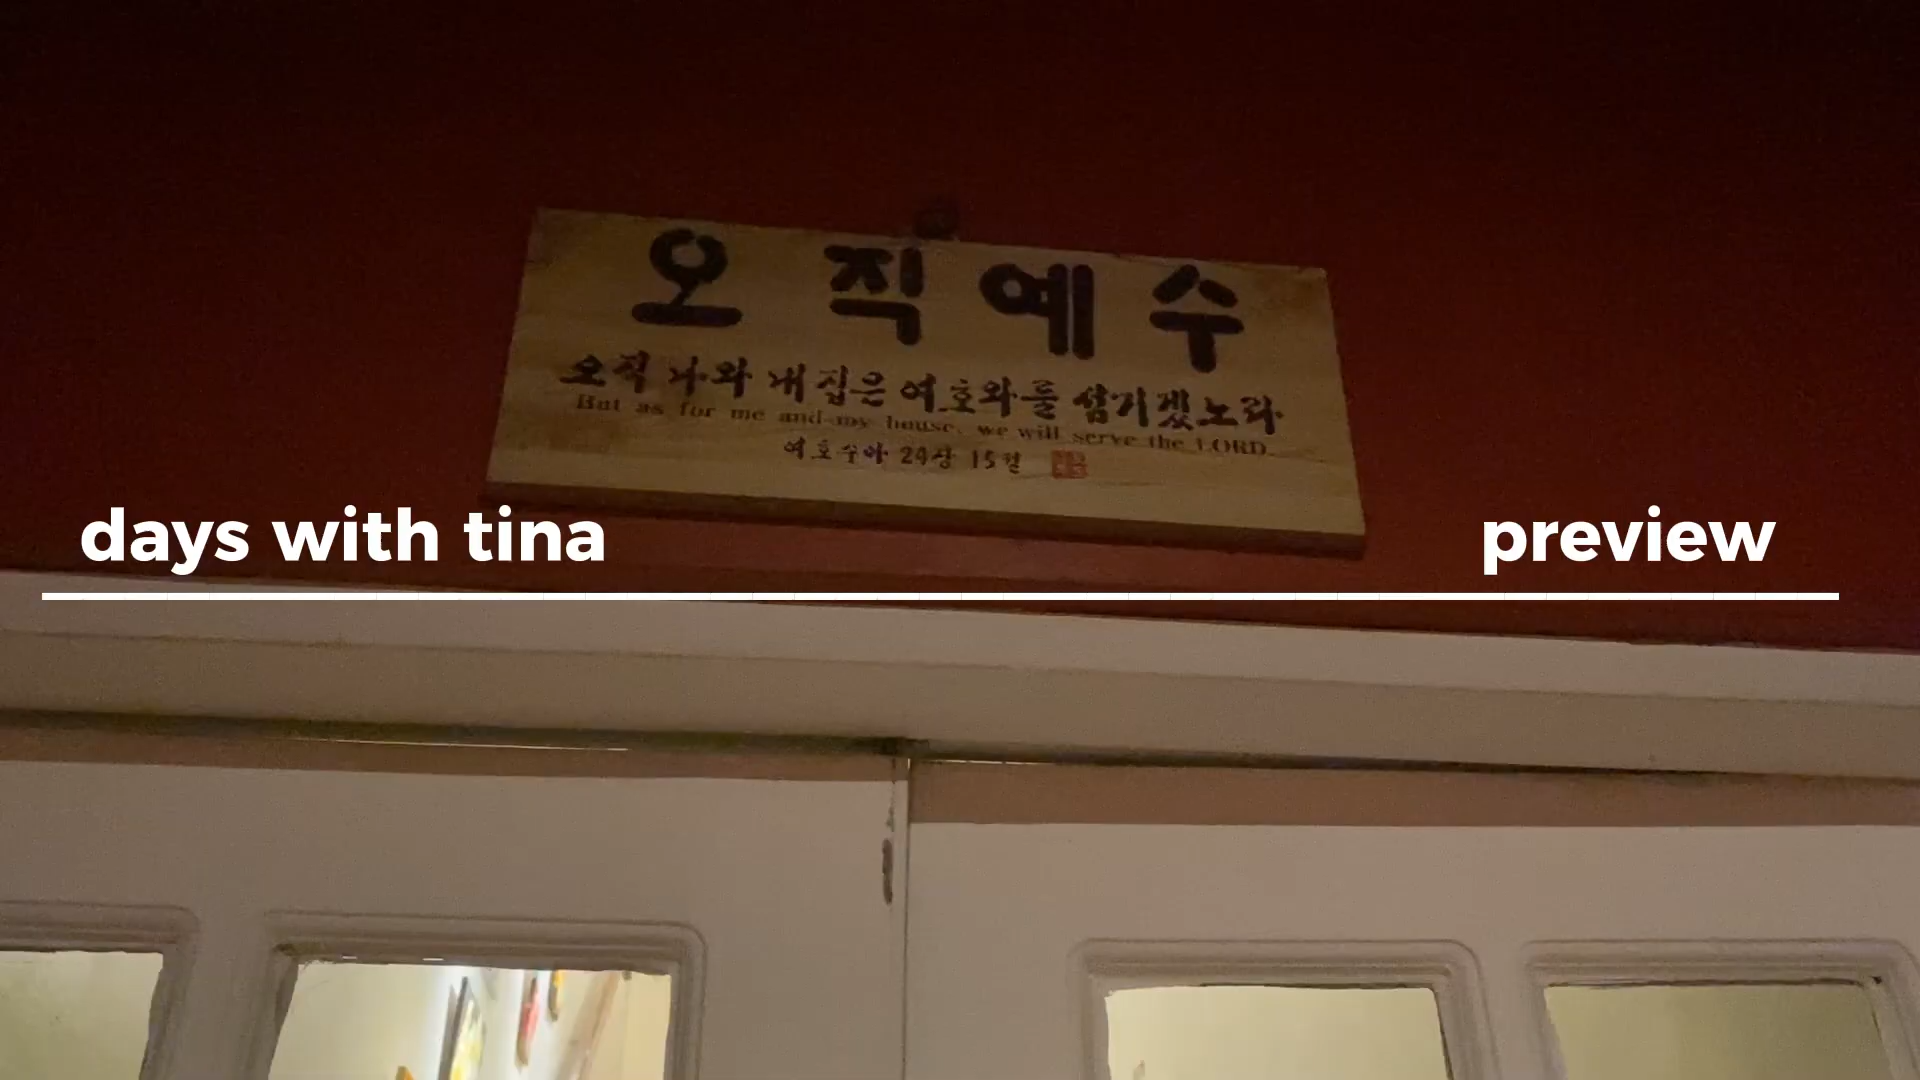 오직예수
오직 나와 내 집은 여호와를 섬기겠노라
But as for me and my house, we will serve the LORD.
여호수아 24장 15절
days with tina
preview